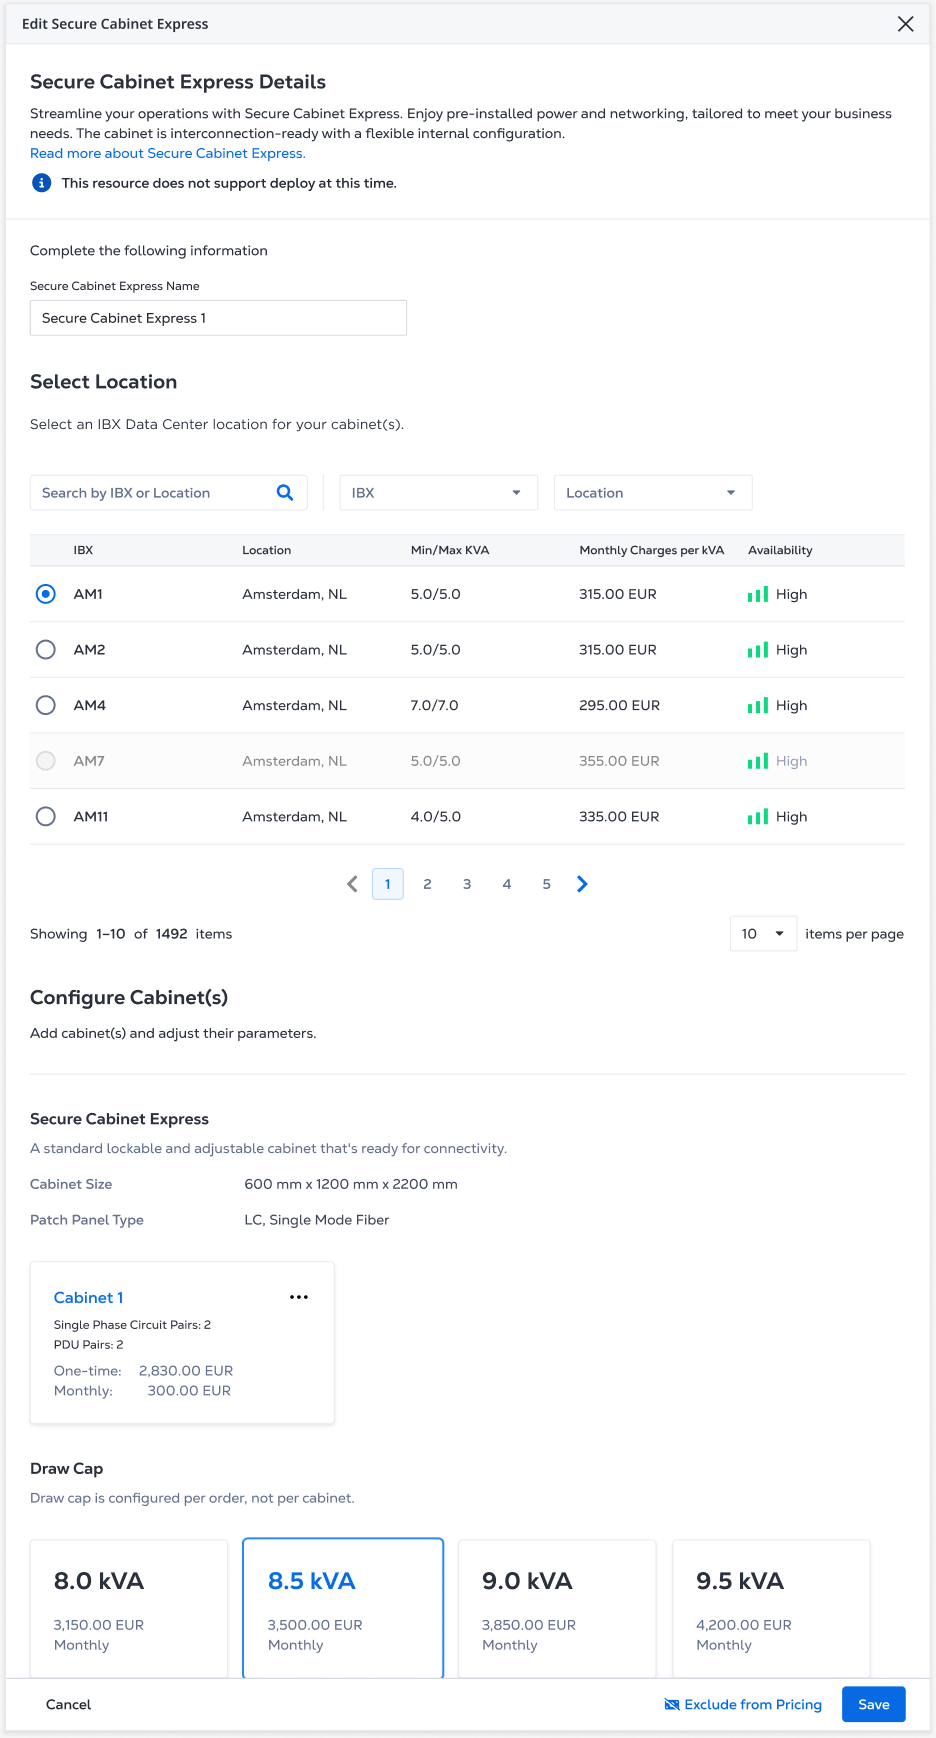 Edit Secure Cabinet Express
Secure Cabinet Express Details
Streamline your operations with Secure Cabinet Express. Enjoy pre-installed power and networking, tailored to meet your business
needs. The cabinet is interconnection-ready with a flexible internal configuration.
Read more about Secure Cabinet Express.
This resource does not support deploy at this time.
Complete the following information
Secure Cabinet Express Name
Secure Cabinet Express 1
Select Location
Select an IBX Data Center location for your cabinet(s).
Search by IBX or Location IBX Location
IBX Location Min/Max KVA Monthly Charges per kVA Availability
AM1 Amsterdam, NL 5.0/5.0 315.00 EUR High
AM2 Amsterdam, NL 5.0/5.0 315.00 EUR High
AM4 Amsterdam, NL 7.0/7.0 295.00 EUR High
AM7 Amsterdam, NL 5.0/5.0 355.00 EUR High
AM11 Amsterdam, NL 4.0/5.0 335.00 EUR High
1 2 3 4 5
Showing 1–10 of 1492 items 10 items per page
Configure Cabinet(s)
Add cabinet(s) and adjust their parameters.
Secure Cabinet Express
A standard lockable and adjustable cabinet that's ready for connectivity.
Cabinet Size 600 mm x 1200 mm x 2200 mm
Patch Panel Type LC, Single Mode Fiber
Cabinet 1
Single Phase Circuit Pairs: 2
PDU Pairs: 2
One-time: 2,830.00 EUR
Monthly: 300.00 EUR
Draw Cap
Draw cap is configured per order, not per cabinet.
8.0 kVA 8.5 kVA 9.0 kVA 9.5 kVA
3,150.00 EUR 3,500.00 EUR 3,850.00 EUR 4,200.00 EUR
Monthly Monthly Monthly Monthly
Cancel Exclude from Pricing Save